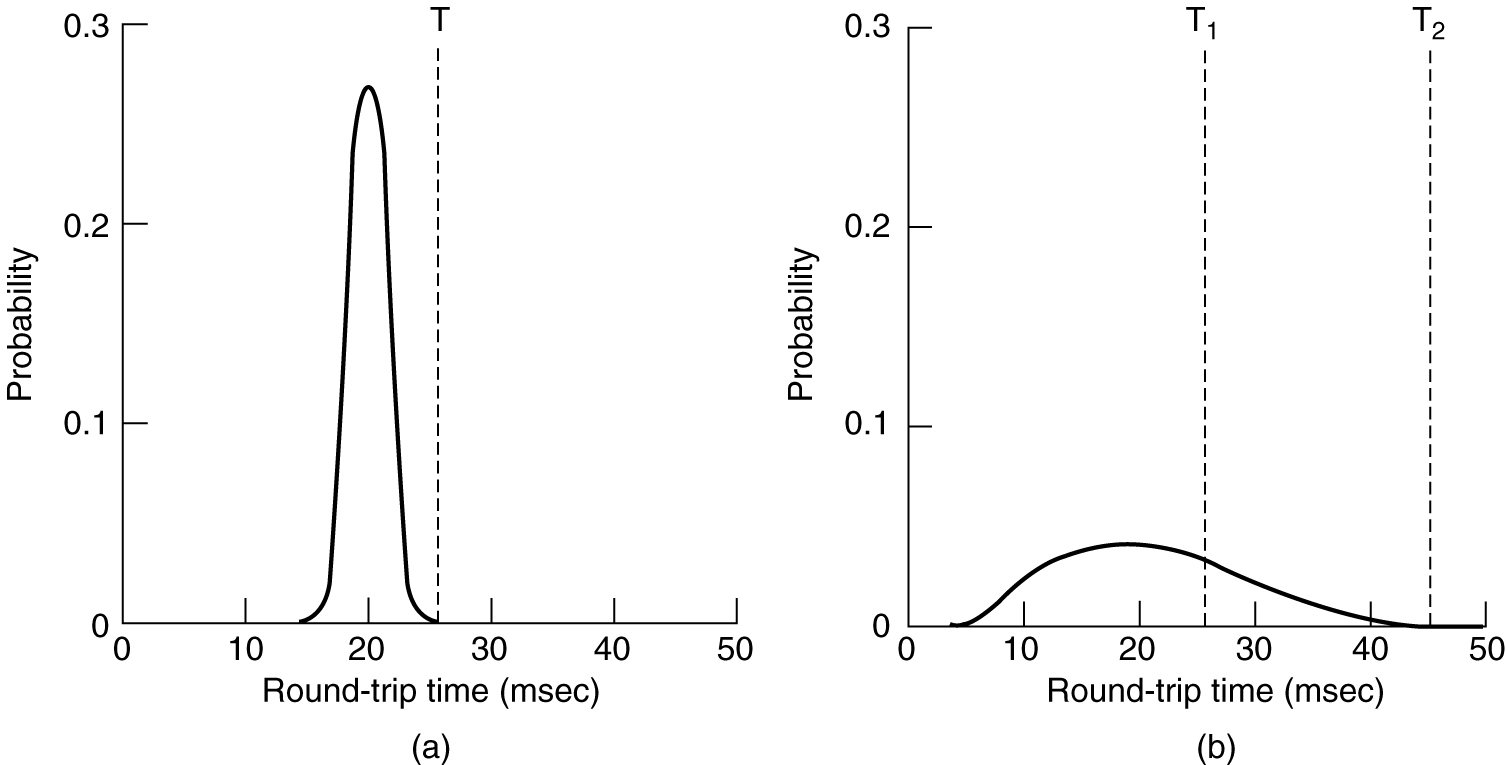 T
0.3
0.2
0.1
0
0 10 20 30 40 50
Probability
Round-trip time (msec)
(a)
T1 T2
0.3
0.2
0.1
0
0 10 20 30 40 50
Probability
Round-trip time (msec)
(b)